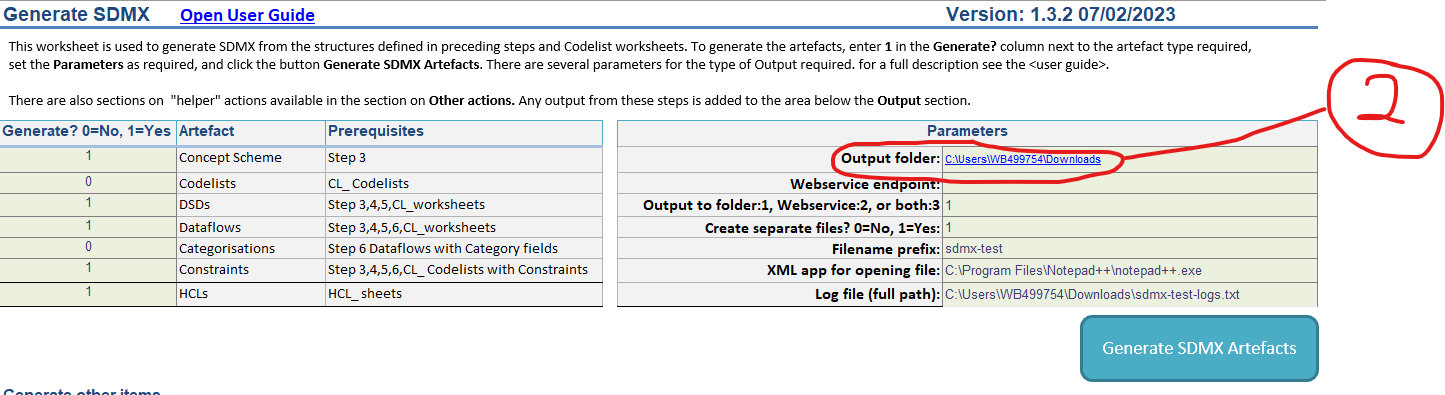 Generate SDMX Open User Guide Version: 1.3.2 07/02/2023
This worksheet is used to generate SDMX from the structures defined in preceding steps and Codelist worksheets. To generate the artefacts, enter 1 in the Generate? column next to the artefact type required,
set the Parameters as required, and click the button Generate SDMX Artefacts. There are several parameters for the type of Output required. for a full description see the <user guide>.
There are also sections on "helper" actions available in the section on Other actions. Any output from these steps is added to the area below the Output section.
2
Generate? 0=No, 1=Yes Artefact Prerequisites
1 Concept Scheme Step 3
0 Codelists CL_ Codelists
1 DSDs Step 3,4,5,CL_worksheets
1 Dataflows Step 3,4,5,6,CL_worksheets
0 Categorisations Step 6 Dataflows with Category fields
1 Constraints Step 3,4,5,6,CL_ Codelists with Constraints
1 HCLs HCL_ sheets
Parameters
Output folder: C:\Users\WB499754\Downloads
Webservice endpoint:
Output to folder:1, Webservice:2, or both:3 1
Create separate files? 0=No, 1=Yes: 1
Filename prefix: sdmx-test
XML app for opening file: C:\Program Files\Notepad++\notepad++.exe
Log file (full path): C:\Users\WB499754\Downloads\sdmx-test-logs.txt
Generate SDMX Artefacts
Generate other items